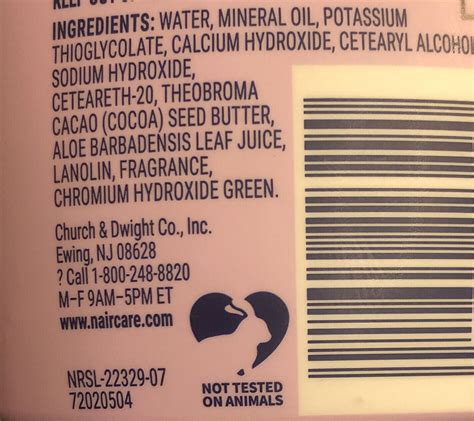 INGREDIENTS: WATER, MINERAL OIL, POTASSIUM
THIOGLYCOLATE, CALCIUM HYDROXIDE, CETEARYL ALCOHOL
SODIUM HYDROXIDE,
CETEARETH-20, THEOBROMA
CACAO (COCOA) SEED BUTTER,
ALOE BARBADENSIS LEAF JUICE,
LANOLIN, FRAGRANCE,
CHROMIUM HYDROXIDE GREEN.
Church & Dwight Co., Inc.
Ewing, NJ 08628
? Call 1-800-248-8820
M–F 9AM–5PM ET
www.naircare.com
NRSL-22329-07
72020504
NOT TESTED
ON ANIMALS